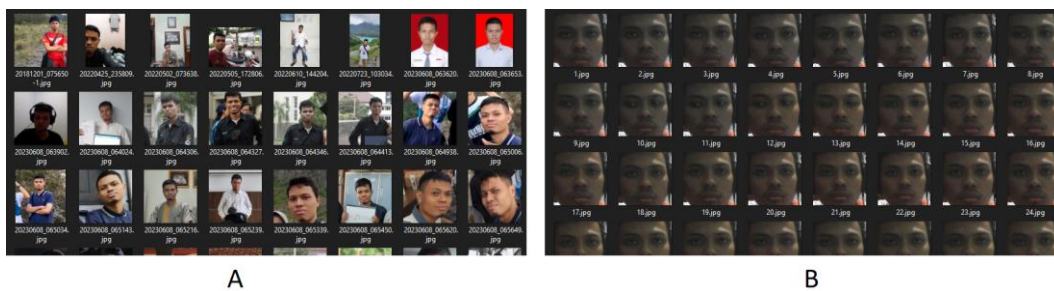 20181201_075650 20220425_235809. 20220502_073638. 20220505_172806. 20220610_144204. 20220723_103034. 20230608_063620. 20230608_063653.
-1.jpg jpg jpg jpg jpg jpg jpg jpg
20230608_063902. 20230608_064024. 20230608_064306. 20230608_064327. 20230608_064346. 20230608_064413. 20230608_064938. 20230608_065006.
jpg jpg jpg jpg jpg jpg jpg jpg
20230608_065034. 20230608_065143. 20230608_065216. 20230608_065239. 20230608_065339. 20230608_065450. 20230608_065620. 20230608_065649.
jpg jpg jpg jpg jpg jpg jpg jpg
A
1.jpg 2.jpg 3.jpg 4.jpg 5.jpg 6.jpg 7.jpg 8.jpg
9.jpg 10.jpg 11.jpg 12.jpg 13.jpg 14.jpg 15.jpg 16.jpg
17.jpg 18.jpg 19.jpg 20.jpg 21.jpg 22.jpg 23.jpg 24.jpg
B